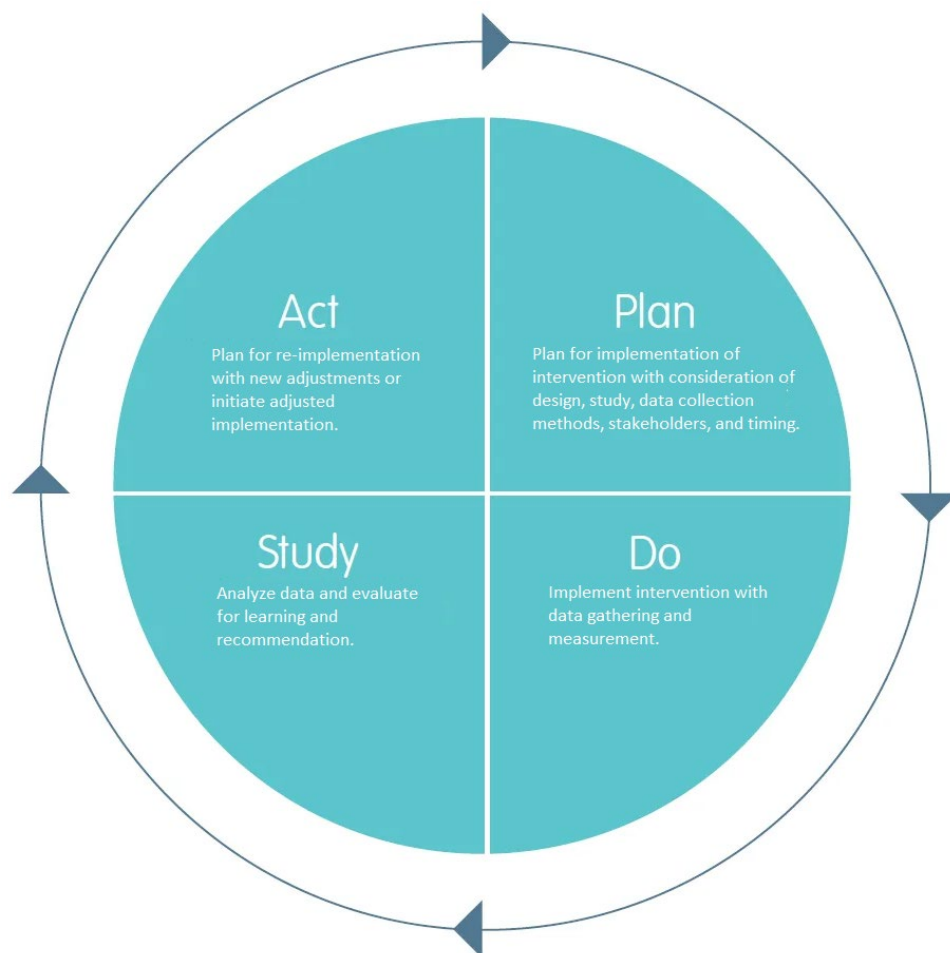 Act
Plan for re-implementation
with new adjustments or
initiate adjusted
implementation.
Plan
Plan for implementation of
intervention with consideration of
design, study, data collection
methods, stakeholders, and timing.
Study
Analyze data and evaluate
for learning and
recommendation.
Do
Implement intervention with
data gathering and
measurement.